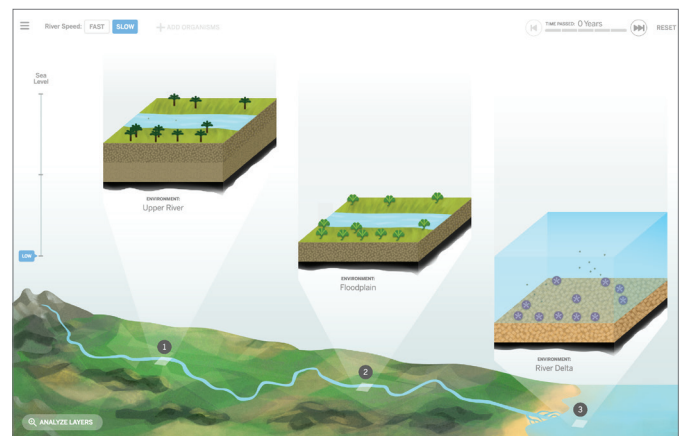 River Speed: FAST SLOW + ADD ORGANISMS TIME PASSED 0 Years RESET
Sea
Level
LOW
ENVIRONMENT:
Upper River
ENVIRONMENT:
Floodplain
ENVIRONMENT:
River Delta
1
2
3
ANALYZE LAYERS